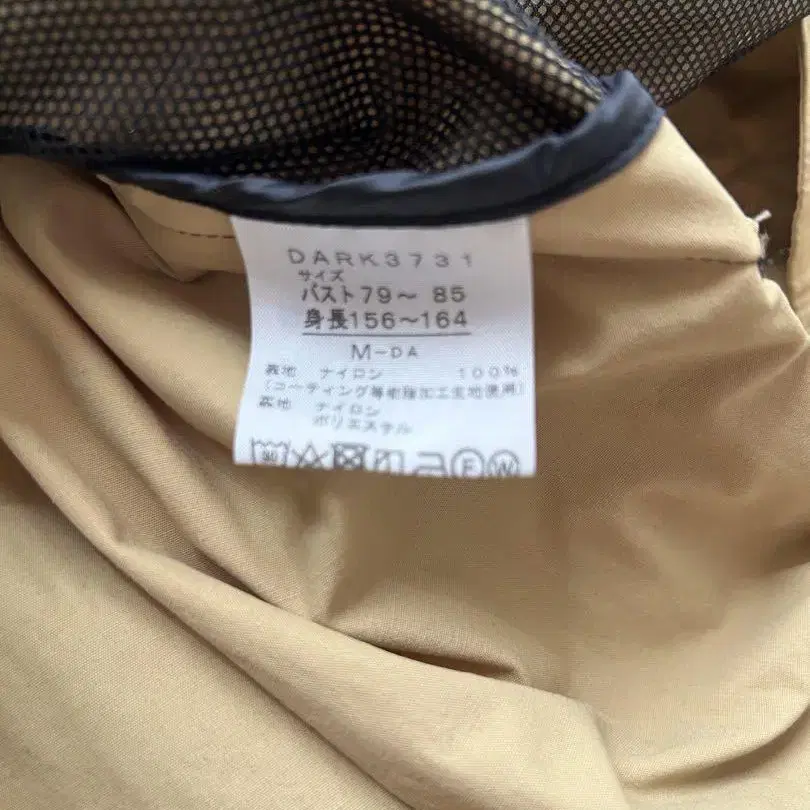 DARK3731
サイズ
バスト79～ 85
身長156～164
M-DA
表地 ナイロン 100%
(コーティング等樹脂加工生地使用)
裏地 ナイロン
ポリエステル
30
F W